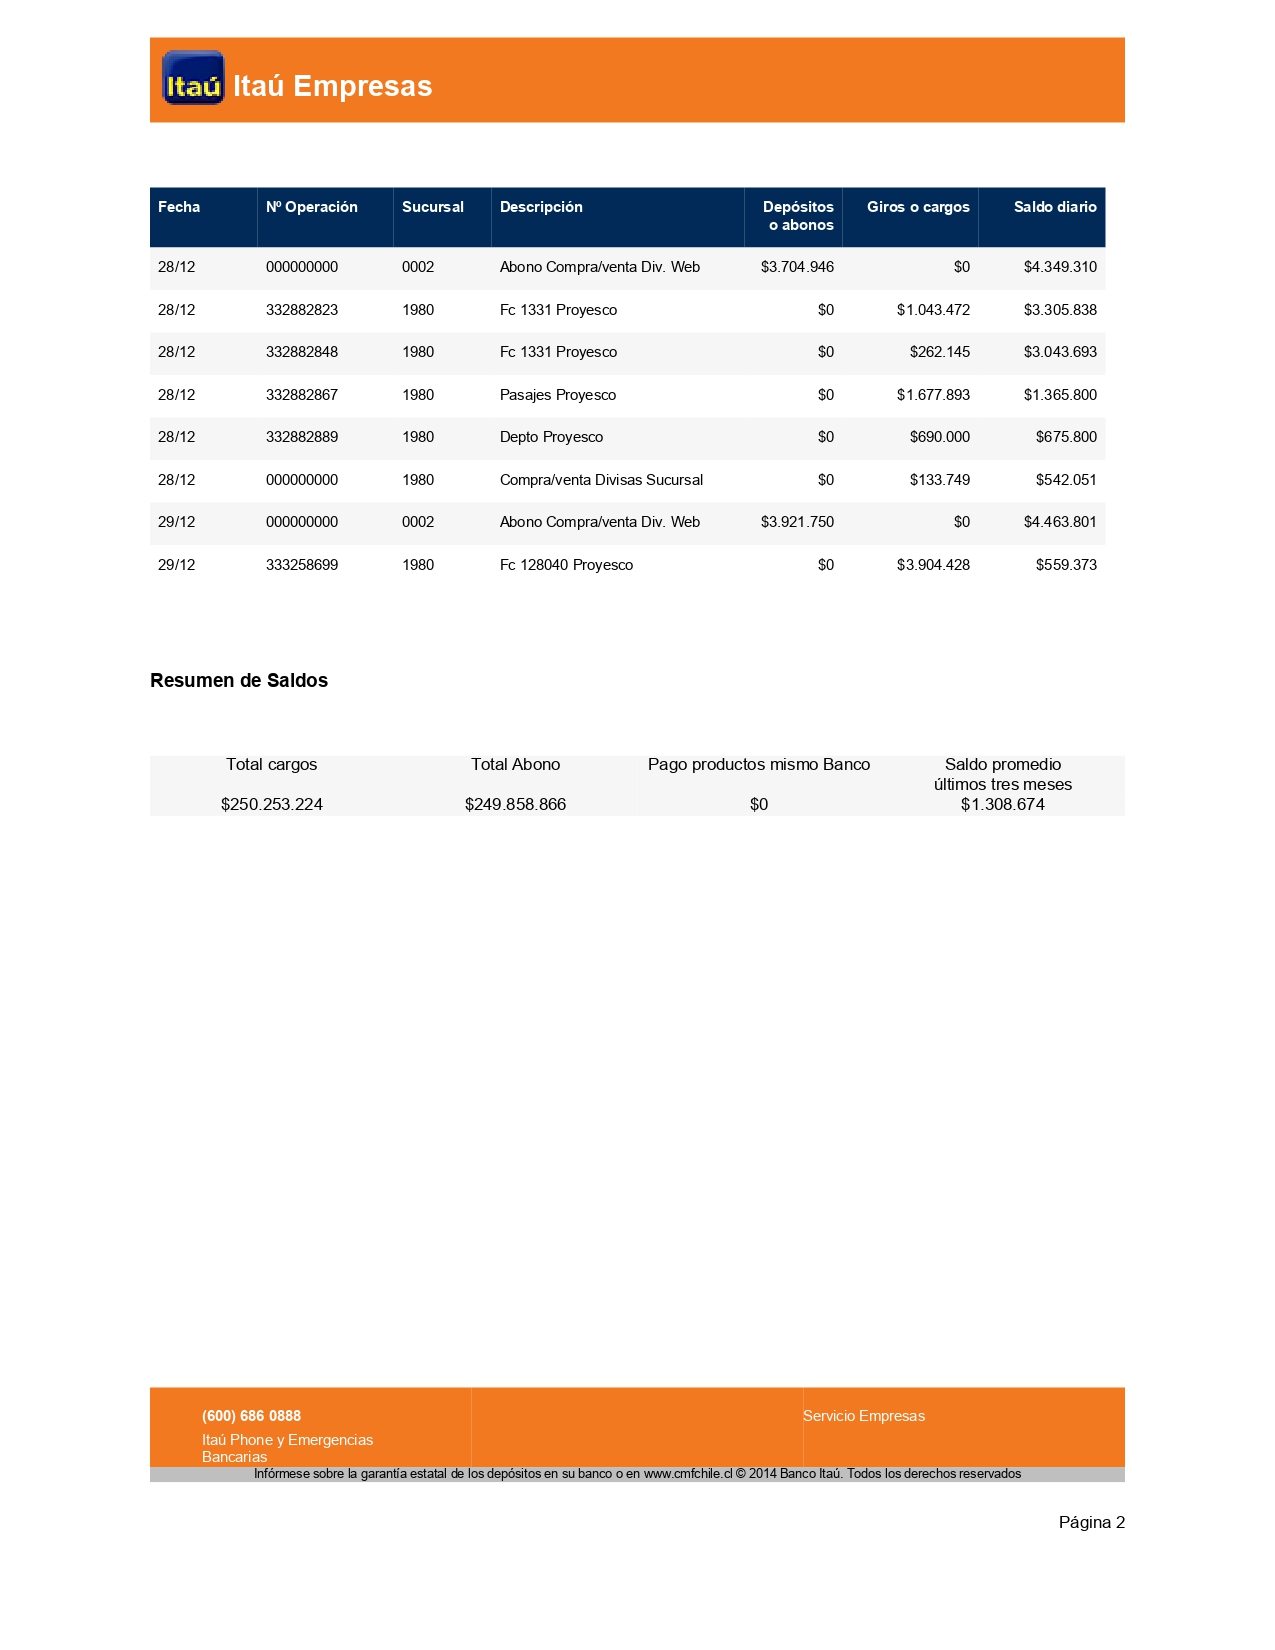 Itaú Itaú Empresas
Fecha Nº Operación Sucursal Descripción Depósitos o abonos Giros o cargos Saldo diario
28/12 000000000 0002 Abono Compra/venta Div. Web $3.704.946 $0 $4.349.310
28/12 332882823 1980 Fc 1331 Proyesco $0 $1.043.472 $3.305.838
28/12 332882848 1980 Fc 1331 Proyesco $0 $262.145 $3.043.693
28/12 332882867 1980 Pasajes Proyesco $0 $1.677.893 $1.365.800
28/12 332882889 1980 Depto Proyesco $0 $690.000 $675.800
28/12 000000000 1980 Compra/venta Divisas Sucursal $0 $133.749 $542.051
29/12 000000000 0002 Abono Compra/venta Div. Web $3.921.750 $0 $4.463.801
29/12 333258699 1980 Fc 128040 Proyesco $0 $3.904.428 $559.373
Resumen de Saldos
Total cargos Total Abono Pago productos mismo Banco Saldo promedio
últimos tres meses
$250.253.224 $249.858.866 $0 $1.308.674
(600) 686 0888 Servicio Empresas
Itaú Phone y Emergencias
Bancarias
Infórmese sobre la garantía estatal de los depósitos en su banco o en www.cmfchile.cl © 2014 Banco Itaú. Todos los derechos reservados
Página 2